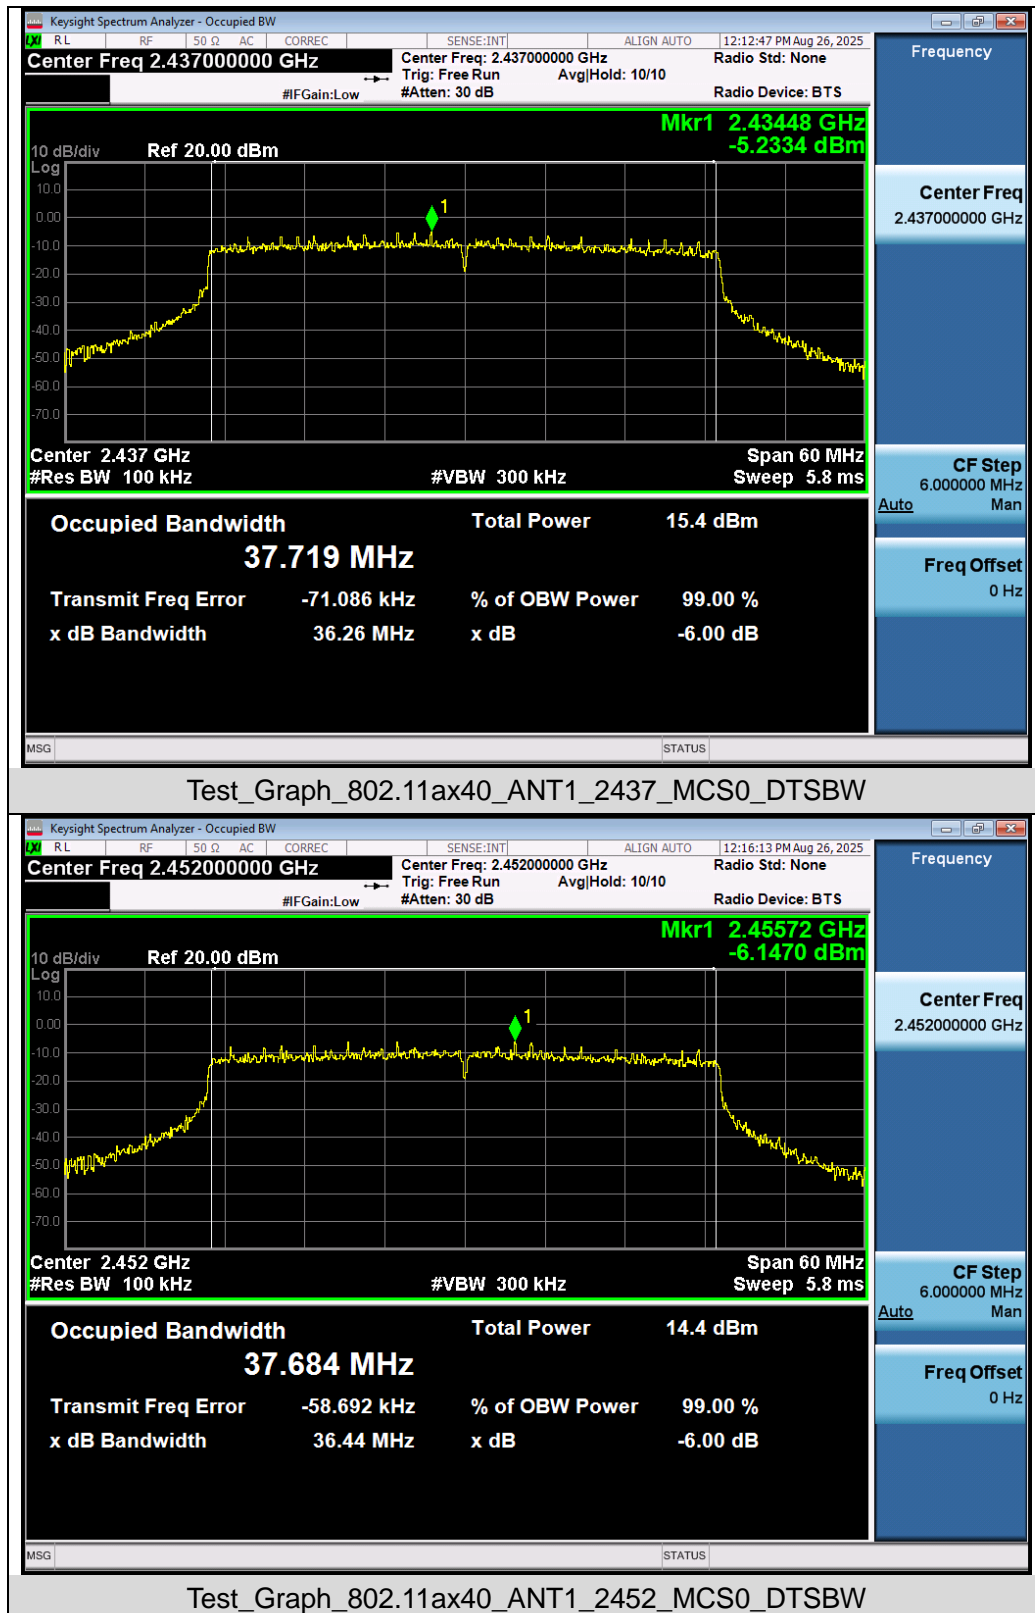 Keysight Spectrum Analyzer - Occupied BW
LXI RL RF 50 Ω AC CORREC SENSE:INT ALIGN AUTO 12:12:47 PM Aug 26, 2025
Center Freq 2.437000000 GHz Center Freq: 2.437000000 GHz Radio Std: None Frequency
Trig: Free Run Avg|Hold: 10/10
#IFGain:Low #Atten: 30 dB Radio Device: BTS
Mkr1 2.43448 GHz
10 dB/div Ref 20.00 dBm -5.2334 dBm
Log
10.0
0.00
-10.0
-20.0
-30.0
-40.0
-50.0
-60.0
-70.0
1
Center Freq
2.437000000 GHz
Center 2.437 GHz Span 60 MHz
#Res BW 100 kHz #VBW 300 kHz Sweep 5.8 ms
CF Step
6.000000 MHz
Auto Man
Occupied Bandwidth Total Power 15.4 dBm
37.719 MHz
Freq Offset
0 Hz
Transmit Freq Error -71.086 kHz % of OBW Power 99.00 %
x dB Bandwidth 36.26 MHz x dB -6.00 dB
MSG STATUS
Test_Graph_802.11ax40_ANT1_2437_MCS0_DTSBW
Keysight Spectrum Analyzer - Occupied BW
LXI RL RF 50 Ω AC CORREC SENSE:INT ALIGN AUTO 12:16:13 PM Aug 26, 2025
Center Freq 2.452000000 GHz Center Freq: 2.452000000 GHz Radio Std: None Frequency
Trig: Free Run Avg|Hold: 10/10
#IFGain:Low #Atten: 30 dB Radio Device: BTS
Mkr1 2.45572 GHz
10 dB/div Ref 20.00 dBm -6.1470 dBm
Log
10.0
0.00
-10.0
-20.0
-30.0
-40.0
-50.0
-60.0
-70.0
1
Center Freq
2.452000000 GHz
Center 2.452 GHz Span 60 MHz
#Res BW 100 kHz #VBW 300 kHz Sweep 5.8 ms
CF Step
6.000000 MHz
Auto Man
Occupied Bandwidth Total Power 14.4 dBm
37.684 MHz
Freq Offset
0 Hz
Transmit Freq Error -58.692 kHz % of OBW Power 99.00 %
x dB Bandwidth 36.44 MHz x dB -6.00 dB
MSG STATUS
Test_Graph_802.11ax40_ANT1_2452_MCS0_DTSBW